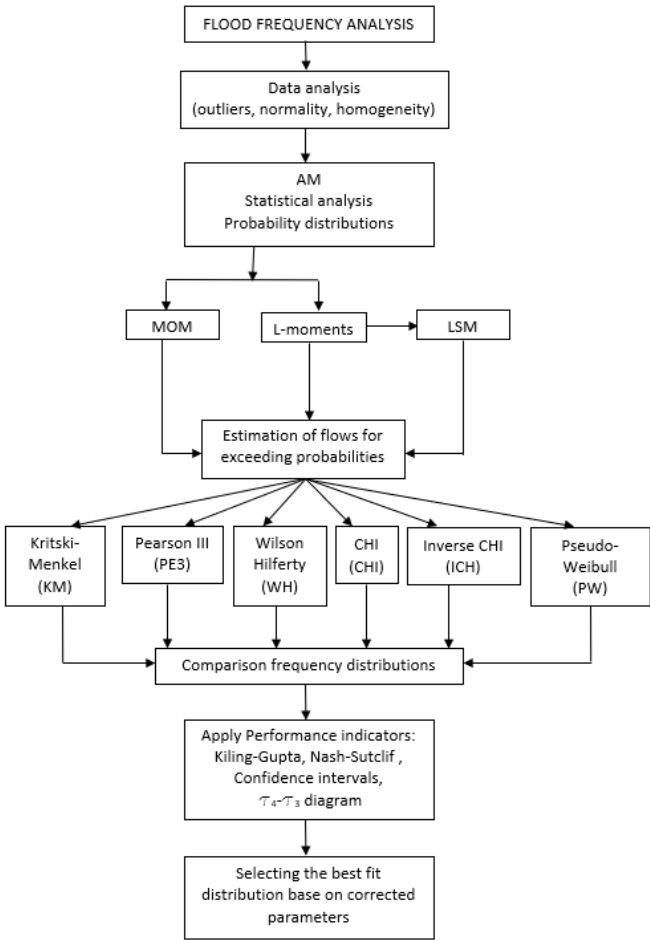 FLOOD FREQUENCY ANALYSIS
Data analysis
(outliers, normality, homogeneity)
AM
Statistical analysis
Probability distributions
MOM
L-moments
LSM
Estimation of flows for
exceeding probabilities
Kritski-
Menkel
(KM)
Pearson III
(PE3)
Wilson
Hilferty
(WH)
CHI
(CHI)
Inverse CHI
(ICH)
Pseudo-
Weibull
(PW)
Comparison frequency distributions
Apply Performance indicators:
Kiling-Gupta, Nash-Sutclif ,
Confidence intervals,
τ₄-τ₃ diagram
Selecting the best fit
distribution base on corrected
parameters